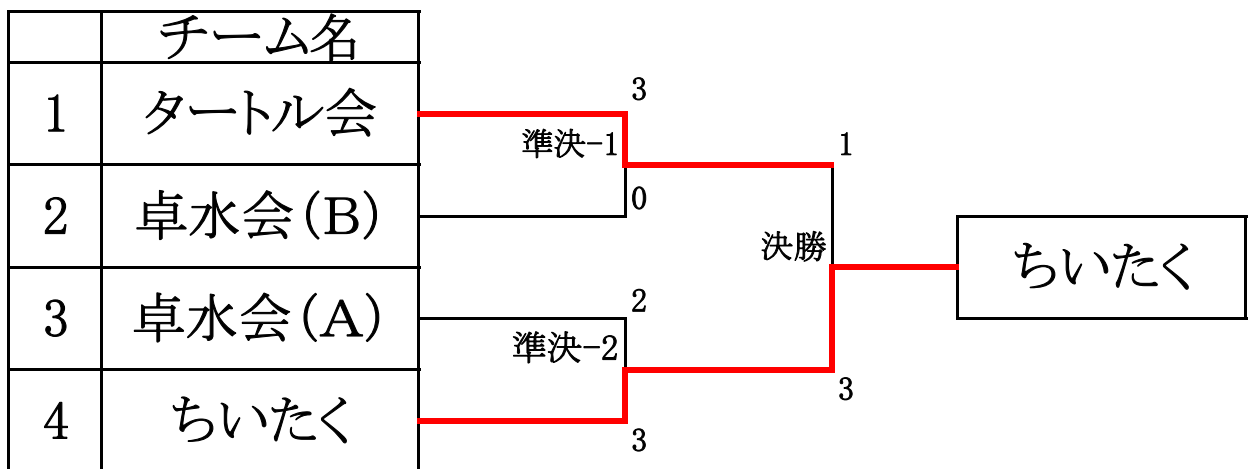 チーム名
1 タートル会
2 卓水会(B)
3 卓水会(A)
4 ちいたく
3
準決-1
0
2
準決-2
3
1
決勝
3
ちいたく